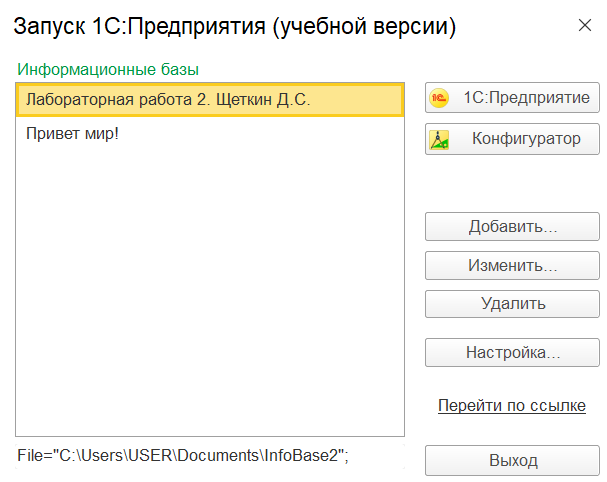 Запуск 1С:Предприятия (учебной версии)
Информационные базы
Лабораторная работа 2. Щеткин Д.С.
Привет мир!
1С:Предприятие
Конфигуратор
Добавить...
Изменить...
Удалить
Настройка...
Перейти по ссылке
File="C:\Users\USER\Documents\InfoBase2";
Выход